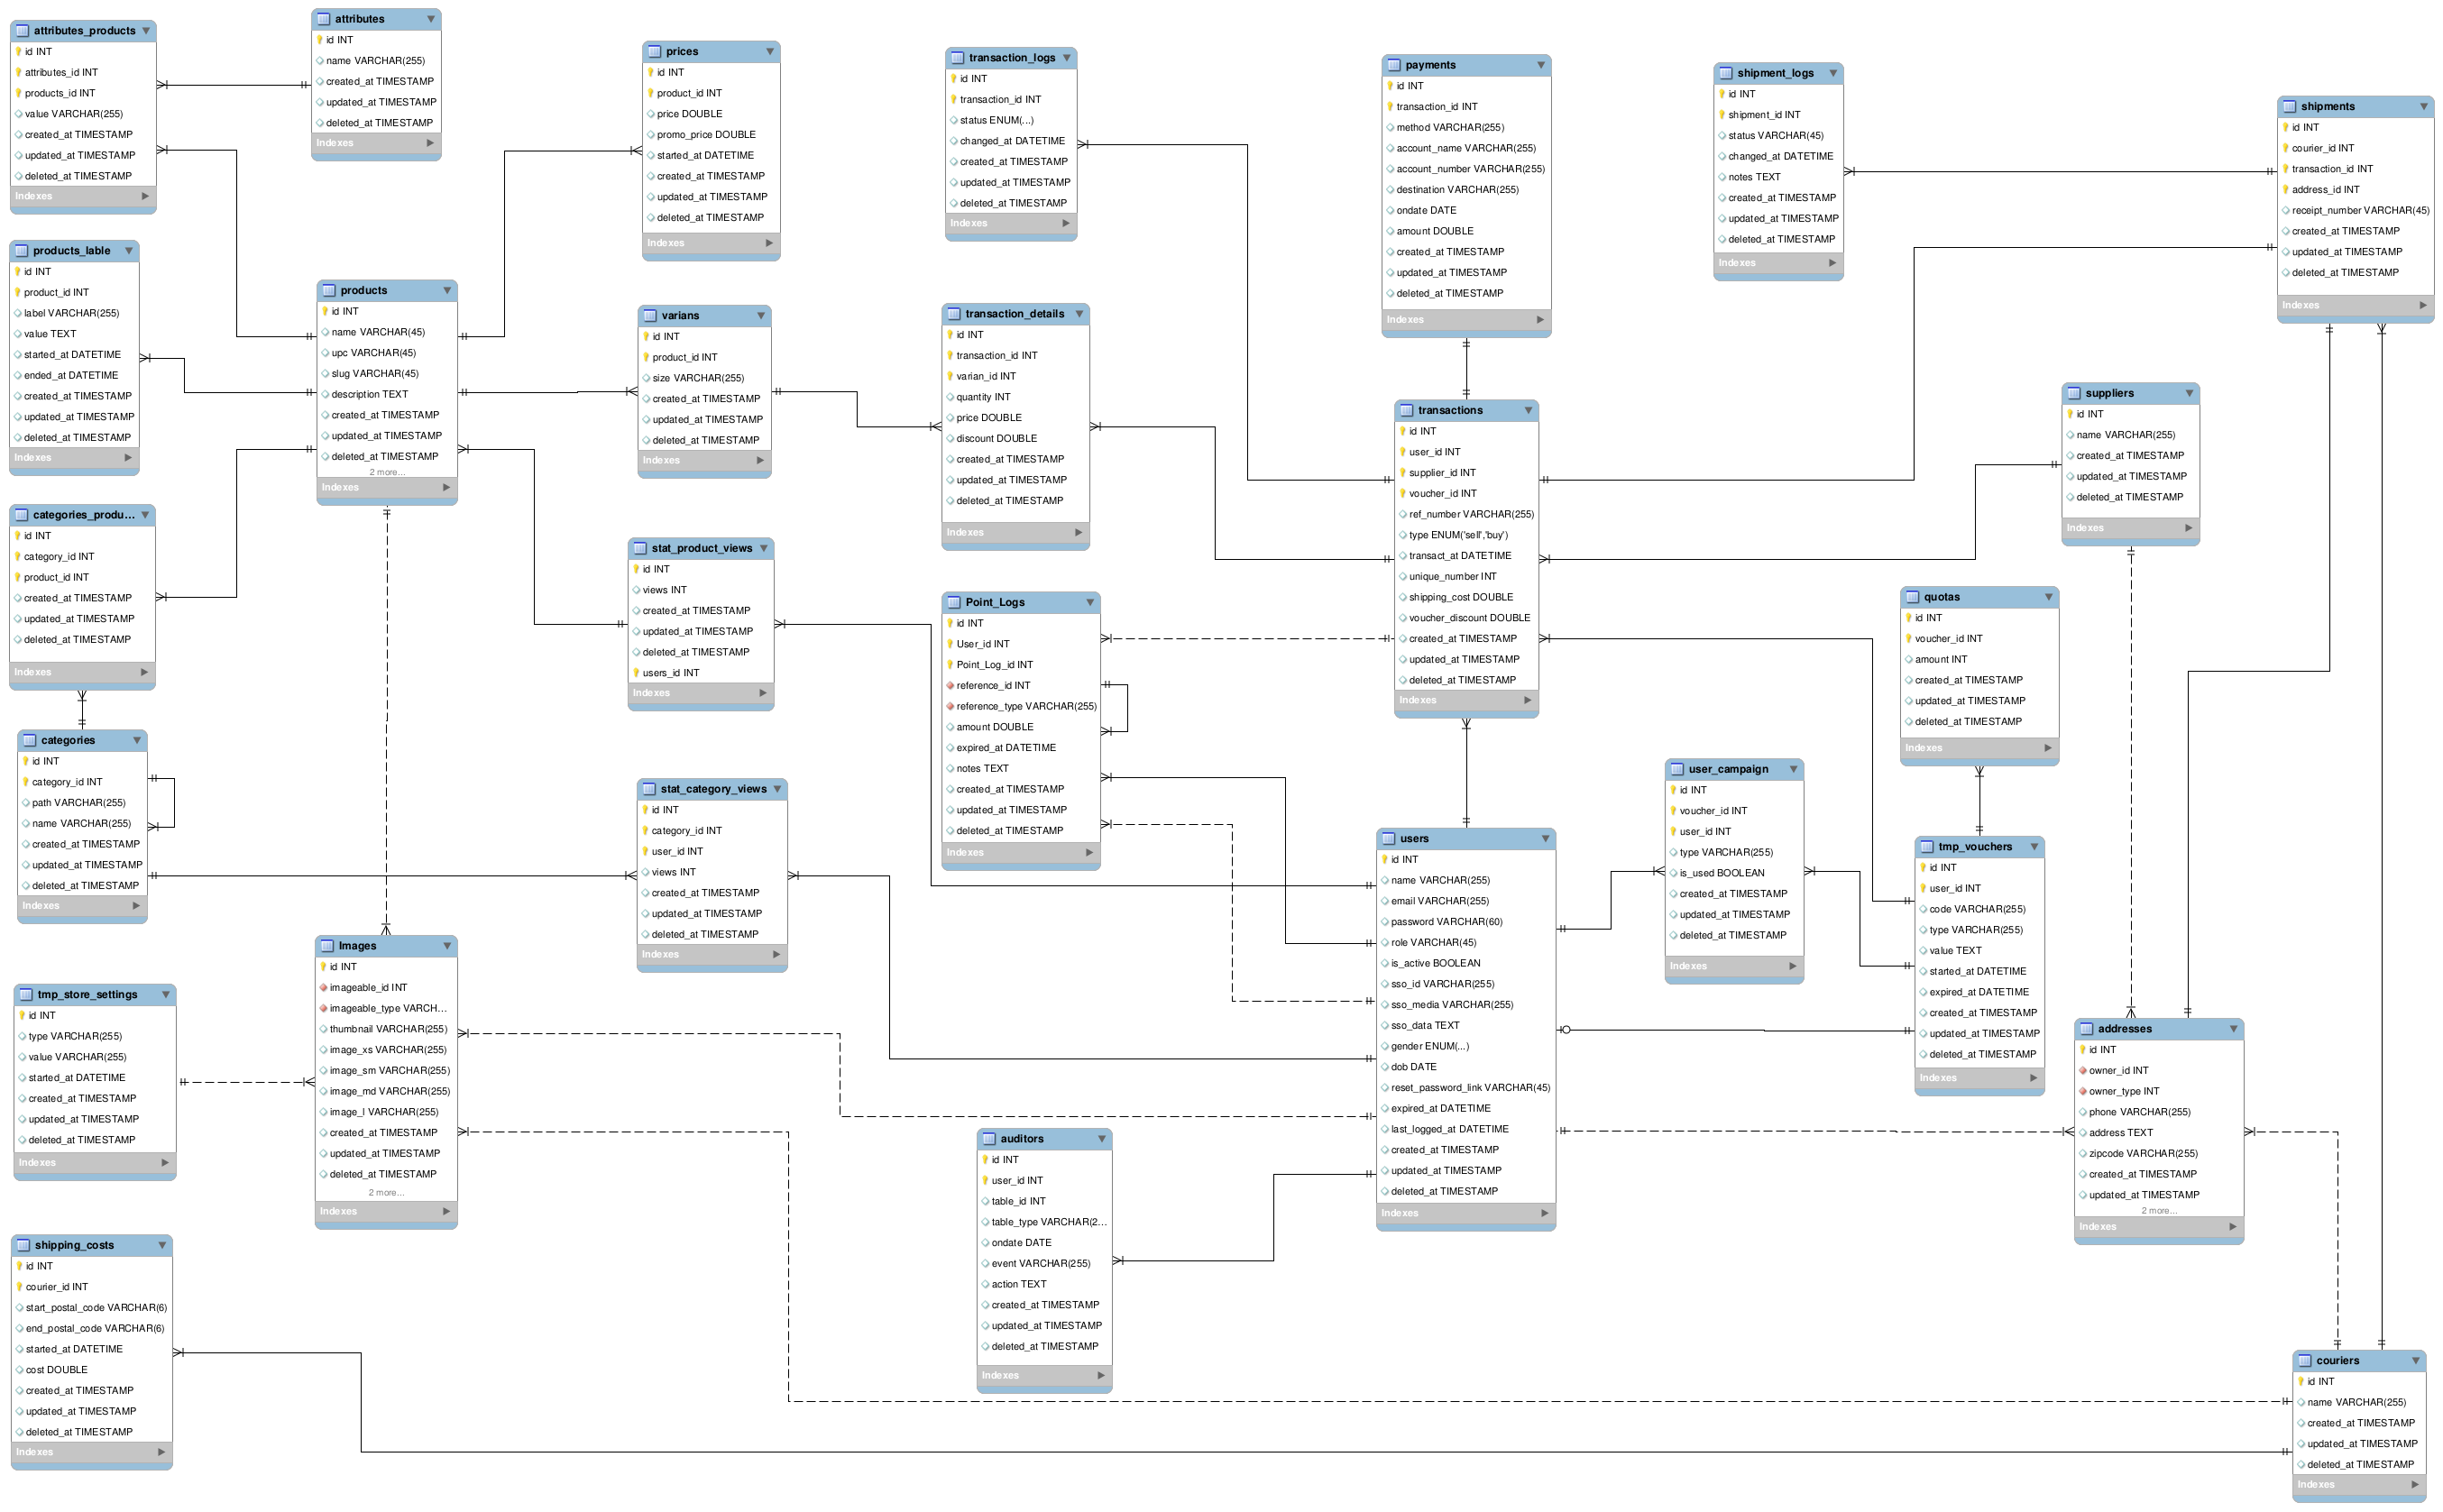 attributes_products
id INT
attributes_id INT
products_id INT
value VARCHAR(255)
created_at TIMESTAMP
updated_at TIMESTAMP
deleted_at TIMESTAMP
Indexes
attributes
id INT
name VARCHAR(255)
created_at TIMESTAMP
updated_at TIMESTAMP
deleted_at TIMESTAMP
Indexes
prices
id INT
product_id INT
price DOUBLE
promo_price DOUBLE
started_at DATETIME
created_at TIMESTAMP
updated_at TIMESTAMP
deleted_at TIMESTAMP
Indexes
transaction_logs
id INT
transaction_id INT
status ENUM(...)
changed_at DATETIME
created_at TIMESTAMP
updated_at TIMESTAMP
deleted_at TIMESTAMP
Indexes
payments
id INT
transaction_id INT
method VARCHAR(255)
account_name VARCHAR(255)
account_number VARCHAR(255)
destination VARCHAR(255)
ondate DATE
amount DOUBLE
created_at TIMESTAMP
updated_at TIMESTAMP
deleted_at TIMESTAMP
Indexes
shipment_logs
id INT
shipment_id INT
status VARCHAR(45)
changed_at DATETIME
notes TEXT
created_at TIMESTAMP
updated_at TIMESTAMP
deleted_at TIMESTAMP
Indexes
shipments
id INT
courier_id INT
transaction_id INT
address_id INT
receipt_number VARCHAR(45)
created_at TIMESTAMP
updated_at TIMESTAMP
deleted_at TIMESTAMP
Indexes
products_lable
id INT
product_id INT
label VARCHAR(255)
value TEXT
started_at DATETIME
ended_at DATETIME
created_at TIMESTAMP
updated_at TIMESTAMP
deleted_at TIMESTAMP
Indexes
products
id INT
name VARCHAR(45)
upc VARCHAR(45)
slug VARCHAR(45)
description TEXT
created_at TIMESTAMP
updated_at TIMESTAMP
deleted_at TIMESTAMP
2 more...
Indexes
varians
id INT
product_id INT
size VARCHAR(255)
created_at TIMESTAMP
updated_at TIMESTAMP
deleted_at TIMESTAMP
Indexes
transaction_details
id INT
transaction_id INT
varian_id INT
quantity INT
price DOUBLE
discount DOUBLE
created_at TIMESTAMP
updated_at TIMESTAMP
deleted_at TIMESTAMP
Indexes
transactions
id INT
user_id INT
supplier_id INT
voucher_id INT
ref_number VARCHAR(255)
type ENUM('sell','buy')
transact_at DATETIME
unique_number INT
shipping_cost DOUBLE
voucher_discount DOUBLE
created_at TIMESTAMP
updated_at TIMESTAMP
deleted_at TIMESTAMP
Indexes
suppliers
id INT
name VARCHAR(255)
created_at TIMESTAMP
updated_at TIMESTAMP
deleted_at TIMESTAMP
Indexes
categories_produ...
id INT
category_id INT
product_id INT
created_at TIMESTAMP
updated_at TIMESTAMP
deleted_at TIMESTAMP
Indexes
stat_product_views
id INT
views INT
created_at TIMESTAMP
updated_at TIMESTAMP
deleted_at TIMESTAMP
users_id INT
Indexes
Point_Logs
id INT
User_id INT
Point_Log_id INT
reference_id INT
reference_type VARCHAR(255)
amount DOUBLE
expired_at DATETIME
notes TEXT
created_at TIMESTAMP
updated_at TIMESTAMP
deleted_at TIMESTAMP
Indexes
quotas
id INT
voucher_id INT
amount INT
created_at TIMESTAMP
updated_at TIMESTAMP
deleted_at TIMESTAMP
Indexes
categories
id INT
category_id INT
path VARCHAR(255)
name VARCHAR(255)
created_at TIMESTAMP
updated_at TIMESTAMP
deleted_at TIMESTAMP
Indexes
stat_category_views
id INT
category_id INT
user_id INT
views INT
created_at TIMESTAMP
updated_at TIMESTAMP
deleted_at TIMESTAMP
Indexes
users
id INT
name VARCHAR(255)
email VARCHAR(255)
password VARCHAR(60)
role VARCHAR(45)
is_active BOOLEAN
sso_id VARCHAR(255)
sso_media VARCHAR(255)
sso_data TEXT
gender ENUM(...)
dob DATE
reset_password_link VARCHAR(45)
expired_at DATETIME
last_logged_at DATETIME
created_at TIMESTAMP
updated_at TIMESTAMP
deleted_at TIMESTAMP
Indexes
user_campaign
id INT
voucher_id INT
user_id INT
type VARCHAR(255)
is_used BOOLEAN
created_at TIMESTAMP
updated_at TIMESTAMP
deleted_at TIMESTAMP
Indexes
tmp_vouchers
id INT
user_id INT
code VARCHAR(255)
type VARCHAR(255)
value TEXT
started_at DATETIME
expired_at DATETIME
created_at TIMESTAMP
updated_at TIMESTAMP
deleted_at TIMESTAMP
Indexes
tmp_store_settings
id INT
type VARCHAR(255)
value VARCHAR(255)
started_at DATETIME
created_at TIMESTAMP
updated_at TIMESTAMP
deleted_at TIMESTAMP
Indexes
Images
id INT
imageable_id INT
imageable_type VARCH...
thumbnail VARCHAR(255)
image_xs VARCHAR(255)
image_sm VARCHAR(255)
image_md VARCHAR(255)
image_l VARCHAR(255)
created_at TIMESTAMP
updated_at TIMESTAMP
deleted_at TIMESTAMP
2 more...
Indexes
auditors
id INT
user_id INT
table_id INT
table_type VARCHAR(2...
ondate DATE
event VARCHAR(255)
action TEXT
created_at TIMESTAMP
updated_at TIMESTAMP
deleted_at TIMESTAMP
Indexes
addresses
id INT
owner_id INT
owner_type INT
phone VARCHAR(255)
address TEXT
zipcode VARCHAR(255)
created_at TIMESTAMP
updated_at TIMESTAMP
2 more...
Indexes
shipping_costs
id INT
courier_id INT
start_postal_code VARCHAR(6)
end_postal_code VARCHAR(6)
started_at DATETIME
cost DOUBLE
created_at TIMESTAMP
updated_at TIMESTAMP
deleted_at TIMESTAMP
Indexes
couriers
id INT
name VARCHAR(255)
created_at TIMESTAMP
updated_at TIMESTAMP
deleted_at TIMESTAMP
Indexes